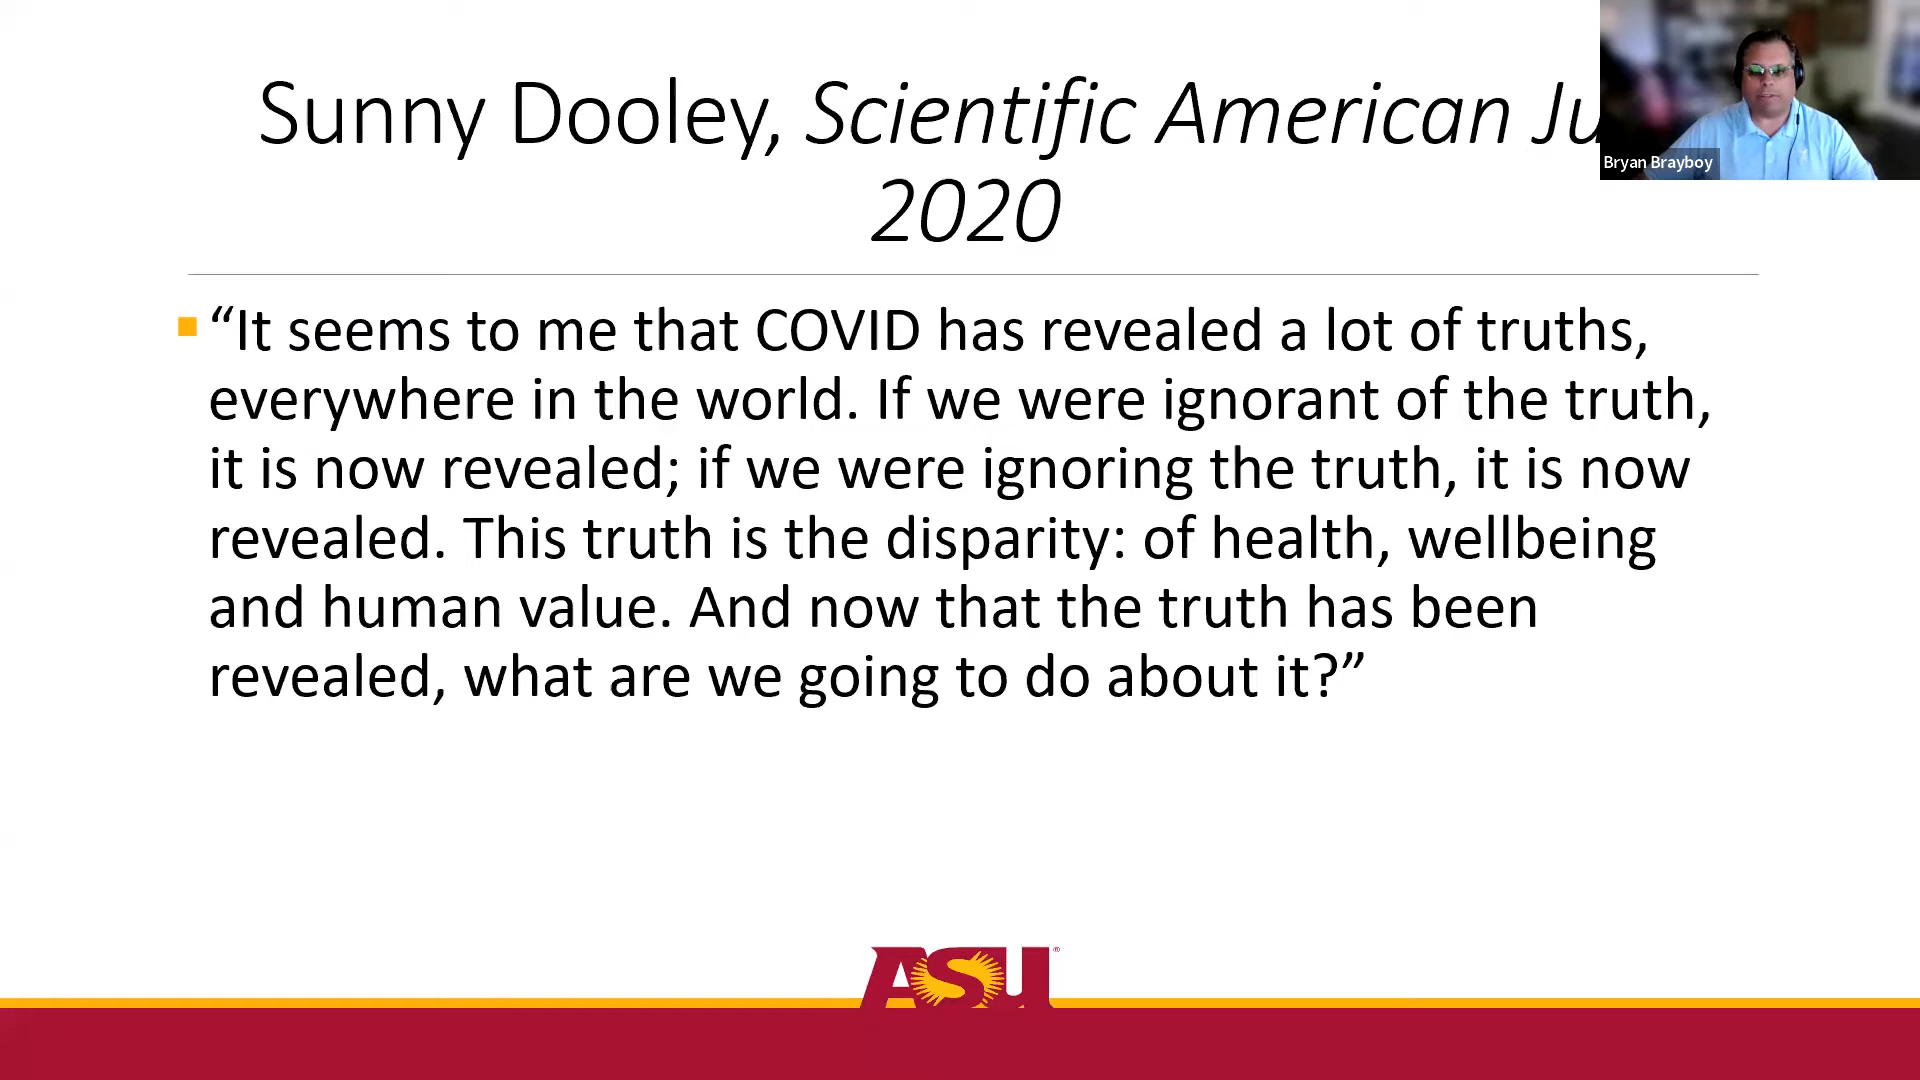 Sunny Dooley, Scientific American
2020
Bryan Brayboy
“It seems to me that COVID has revealed a lot of truths,
everywhere in the world. If we were ignorant of the truth,
it is now revealed; if we were ignoring the truth, it is now
revealed. This truth is the disparity: of health, wellbeing
and human value. And now that the truth has been
revealed, what are we going to do about it?”
ASU